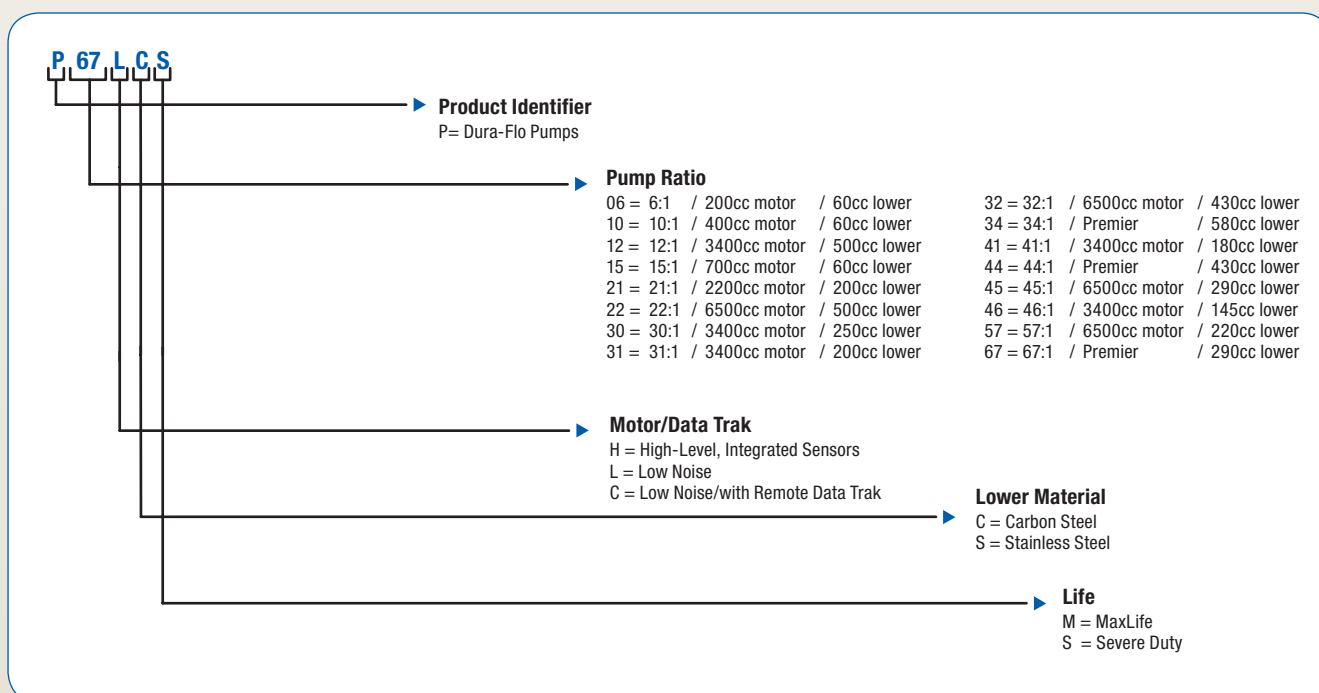 P 67 L C S
Product Identifier
P= Dura-Flo Pumps
Pump Ratio
06 = 6:1 / 200cc motor / 60cc lower
10 = 10:1 / 400cc motor / 60cc lower
12 = 12:1 / 3400cc motor / 500cc lower
15 = 15:1 / 700cc motor / 60cc lower
21 = 21:1 / 2200cc motor / 200cc lower
22 = 22:1 / 6500cc motor / 500cc lower
30 = 30:1 / 3400cc motor / 250cc lower
31 = 31:1 / 3400cc motor / 200cc lower
32 = 32:1 / 6500cc motor / 430cc lower
34 = 34:1 / Premier / 580cc lower
41 = 41:1 / 3400cc motor / 180cc lower
44 = 44:1 / Premier / 430cc lower
45 = 45:1 / 6500cc motor / 290cc lower
46 = 46:1 / 3400cc motor / 145cc lower
57 = 57:1 / 6500cc motor / 220cc lower
67 = 67:1 / Premier / 290cc lower
Motor/Data Trak
H = High-Level, Integrated Sensors
L = Low Noise
C = Low Noise/with Remote Data Trak
Lower Material
C = Carbon Steel
S = Stainless Steel
Life
M = MaxLife
S = Severe Duty